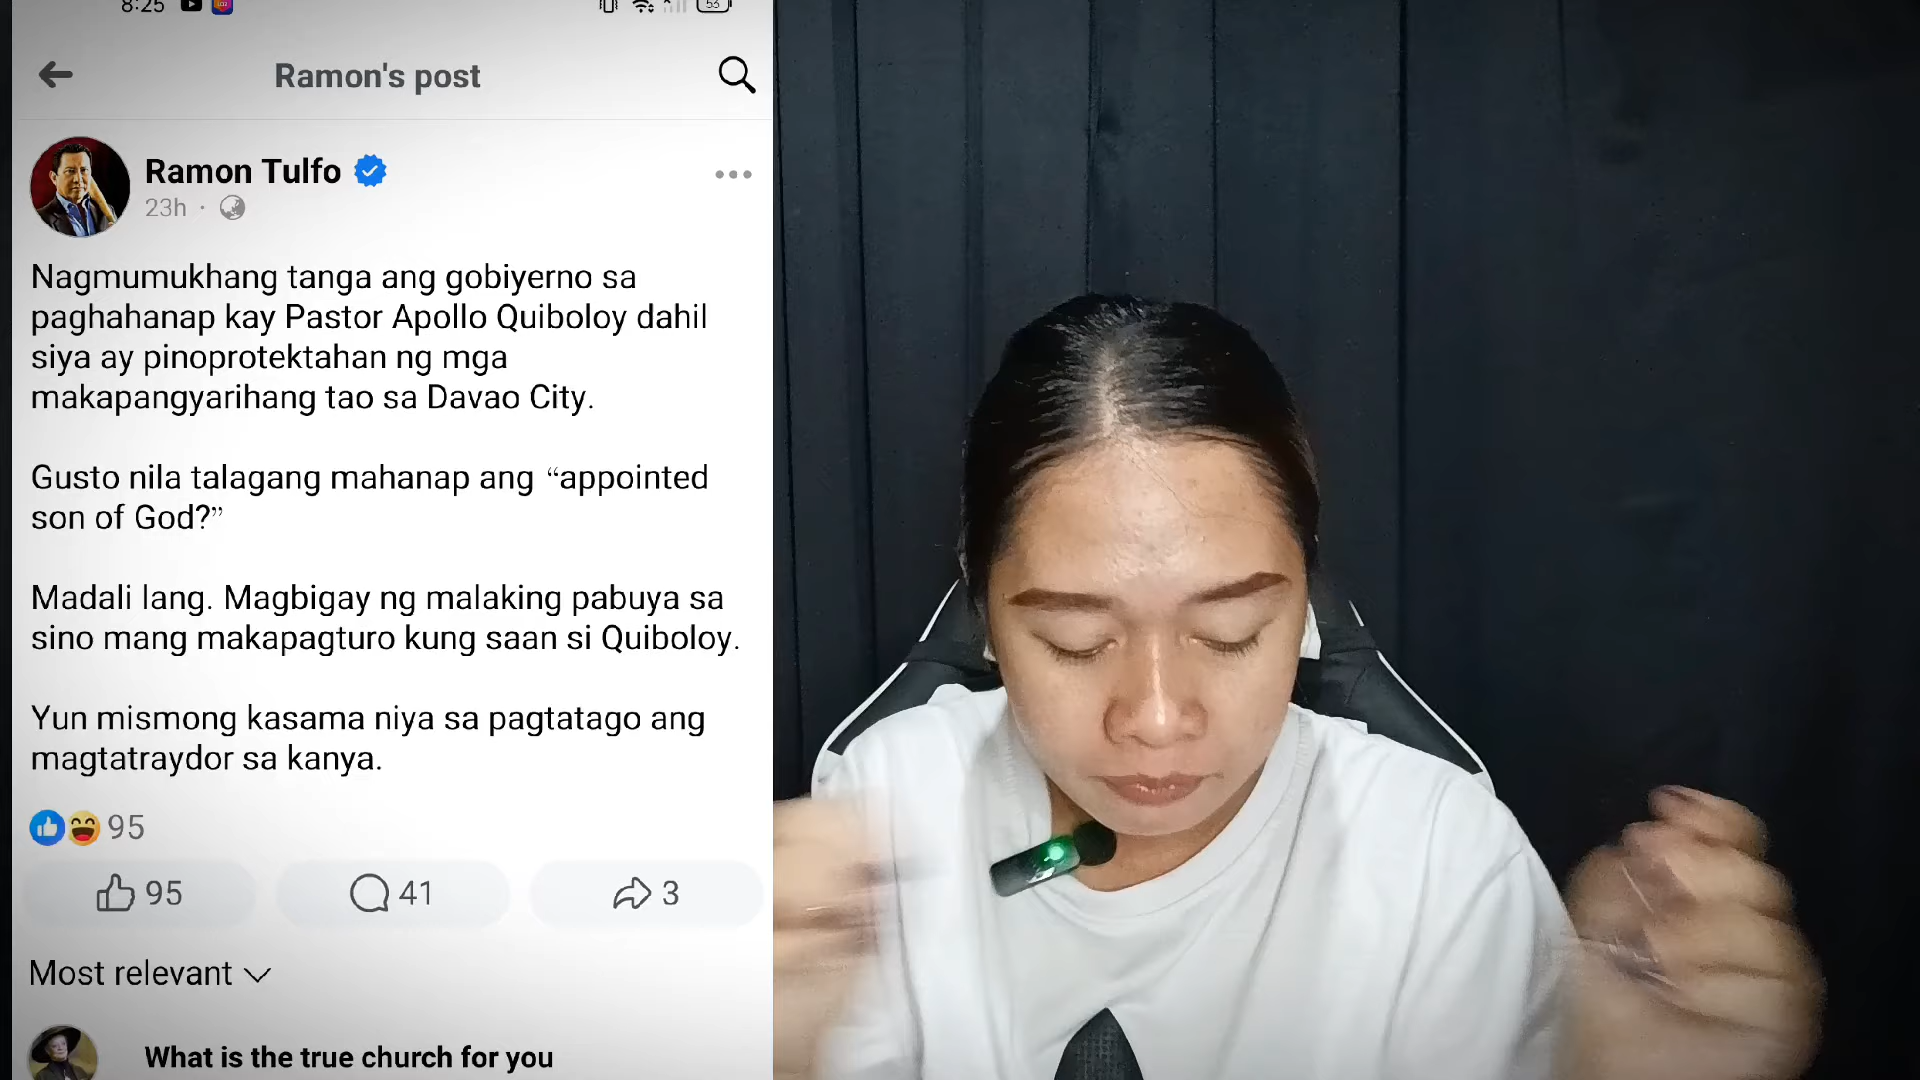 8:25
53
Ramon's post
Ramon Tulfo
23h ·
Nagmumukhang tanga ang gobiyerno sa
paghahanap kay Pastor Apollo Quiboloy dahil
siya ay pinoprotektahan ng mga
makapangyarihang tao sa Davao City.
Gusto nila talagang mahanap ang “appointed
son of God?”
Madali lang. Magbigay ng malaking pabuya sa
sino mang makapagturo kung saan si Quiboloy.
Yun mismong kasama niya sa pagtatago ang
magtatraydor sa kanya.
95
95
41
3
Most relevant
What is the true church for you